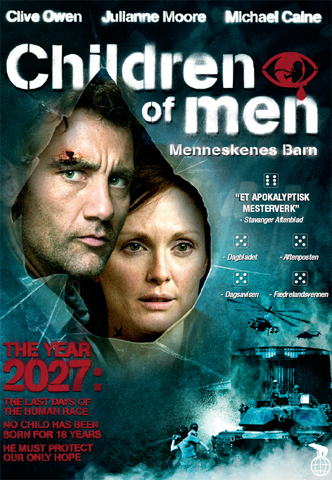 Clive Owen Julianne Moore Michael Caine
Children
of men
Menneskenes Barn
"ET APOKALYPTISK
MESTERVERK"
- Stavanger Aftenblad
- Dagbladet - Aftenposten
- Dagsavisen - Fædrelandsvennen
THE YEAR
2027:
THE LAST DAYS OF
THE HUMAN RACE
NO CHILD HAS BEEN
BORN FOR 18 YEARS
HE MUST PROTECT
OUR ONLY HOPE